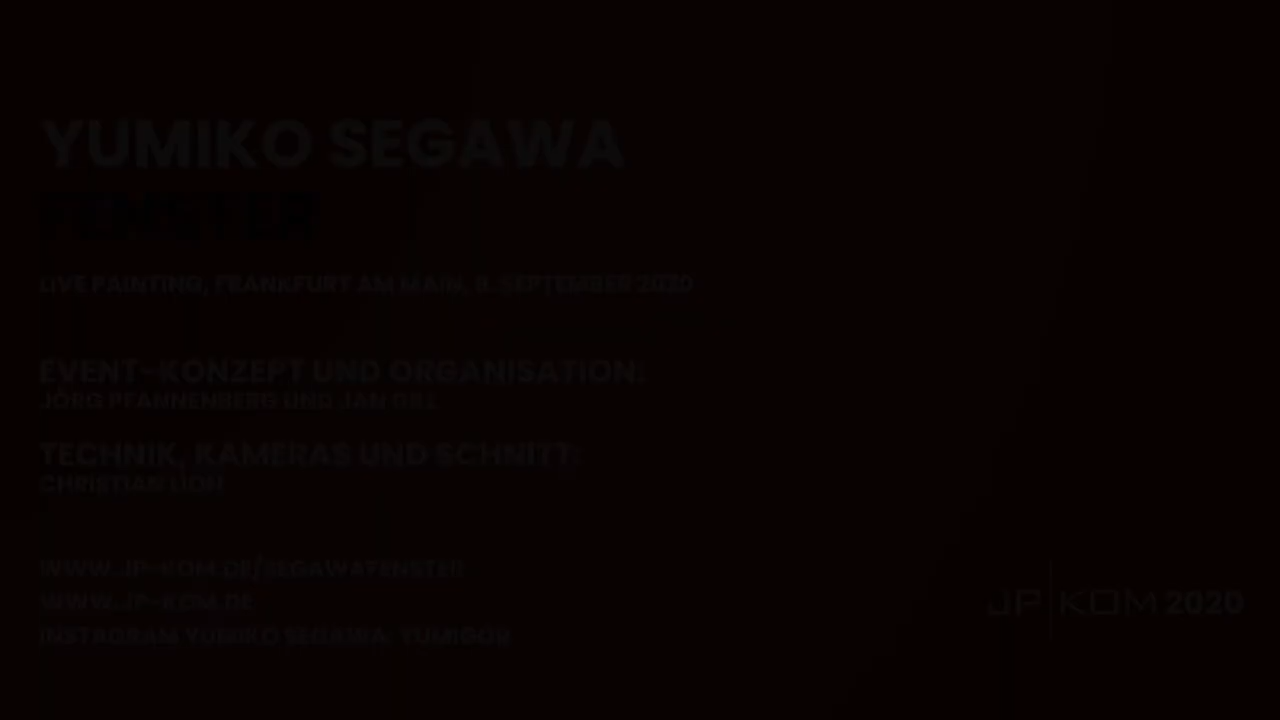 YUMIKO SEGAWA
FENSTER
LIVE PAINTING, FRANKFURT AM MAIN, SEPTEMBER 2020
EVENT-KONZEPT UND ORGANISATION:
JÖRG PFANNENBERG UND JAN
TECHNIK, KAMERAS UND SCHNITT:
CHRISTIAN
WWW.JP-KOM.DE/SEGAWAFENSTER
WWW.JP-KOM.DE
INSTAGRAM YUMIKO SEGAWA:
JP|KOM 2020